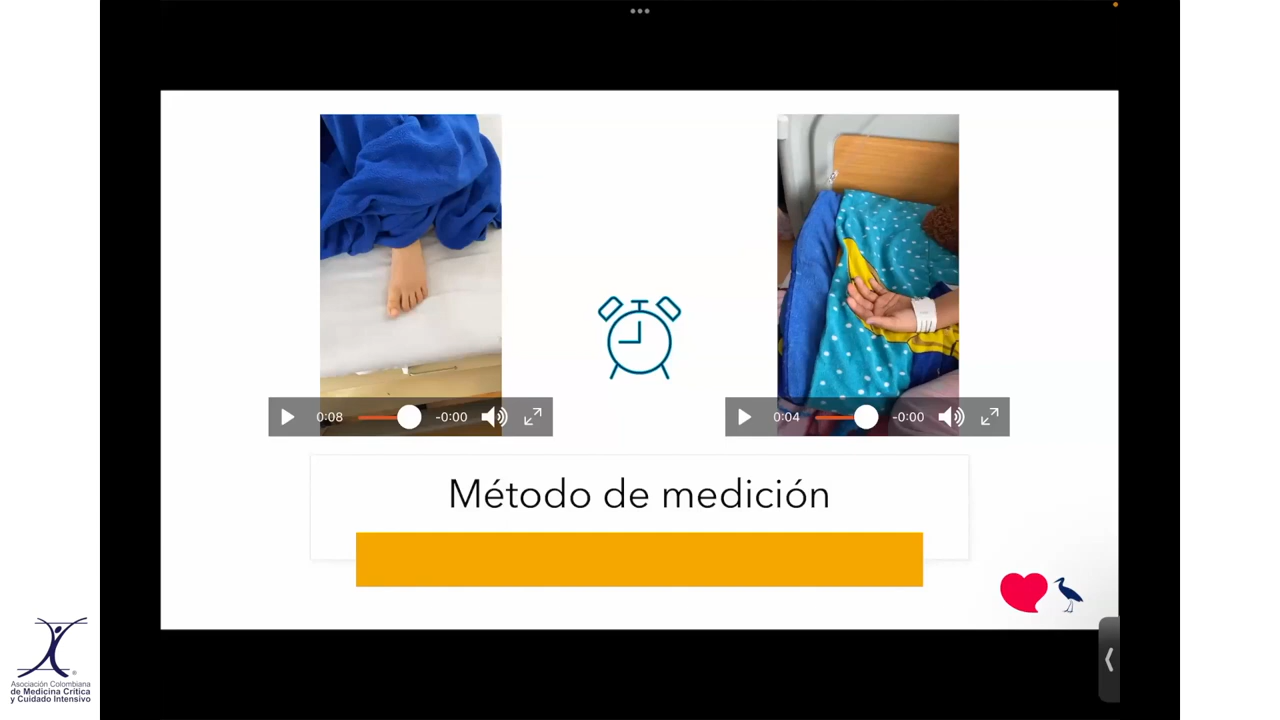 0:08
-0:00
0:04
-0:00
Método de medición
Asociación Colombiana
de Medicina Crítica
y Cuidado Intensivo